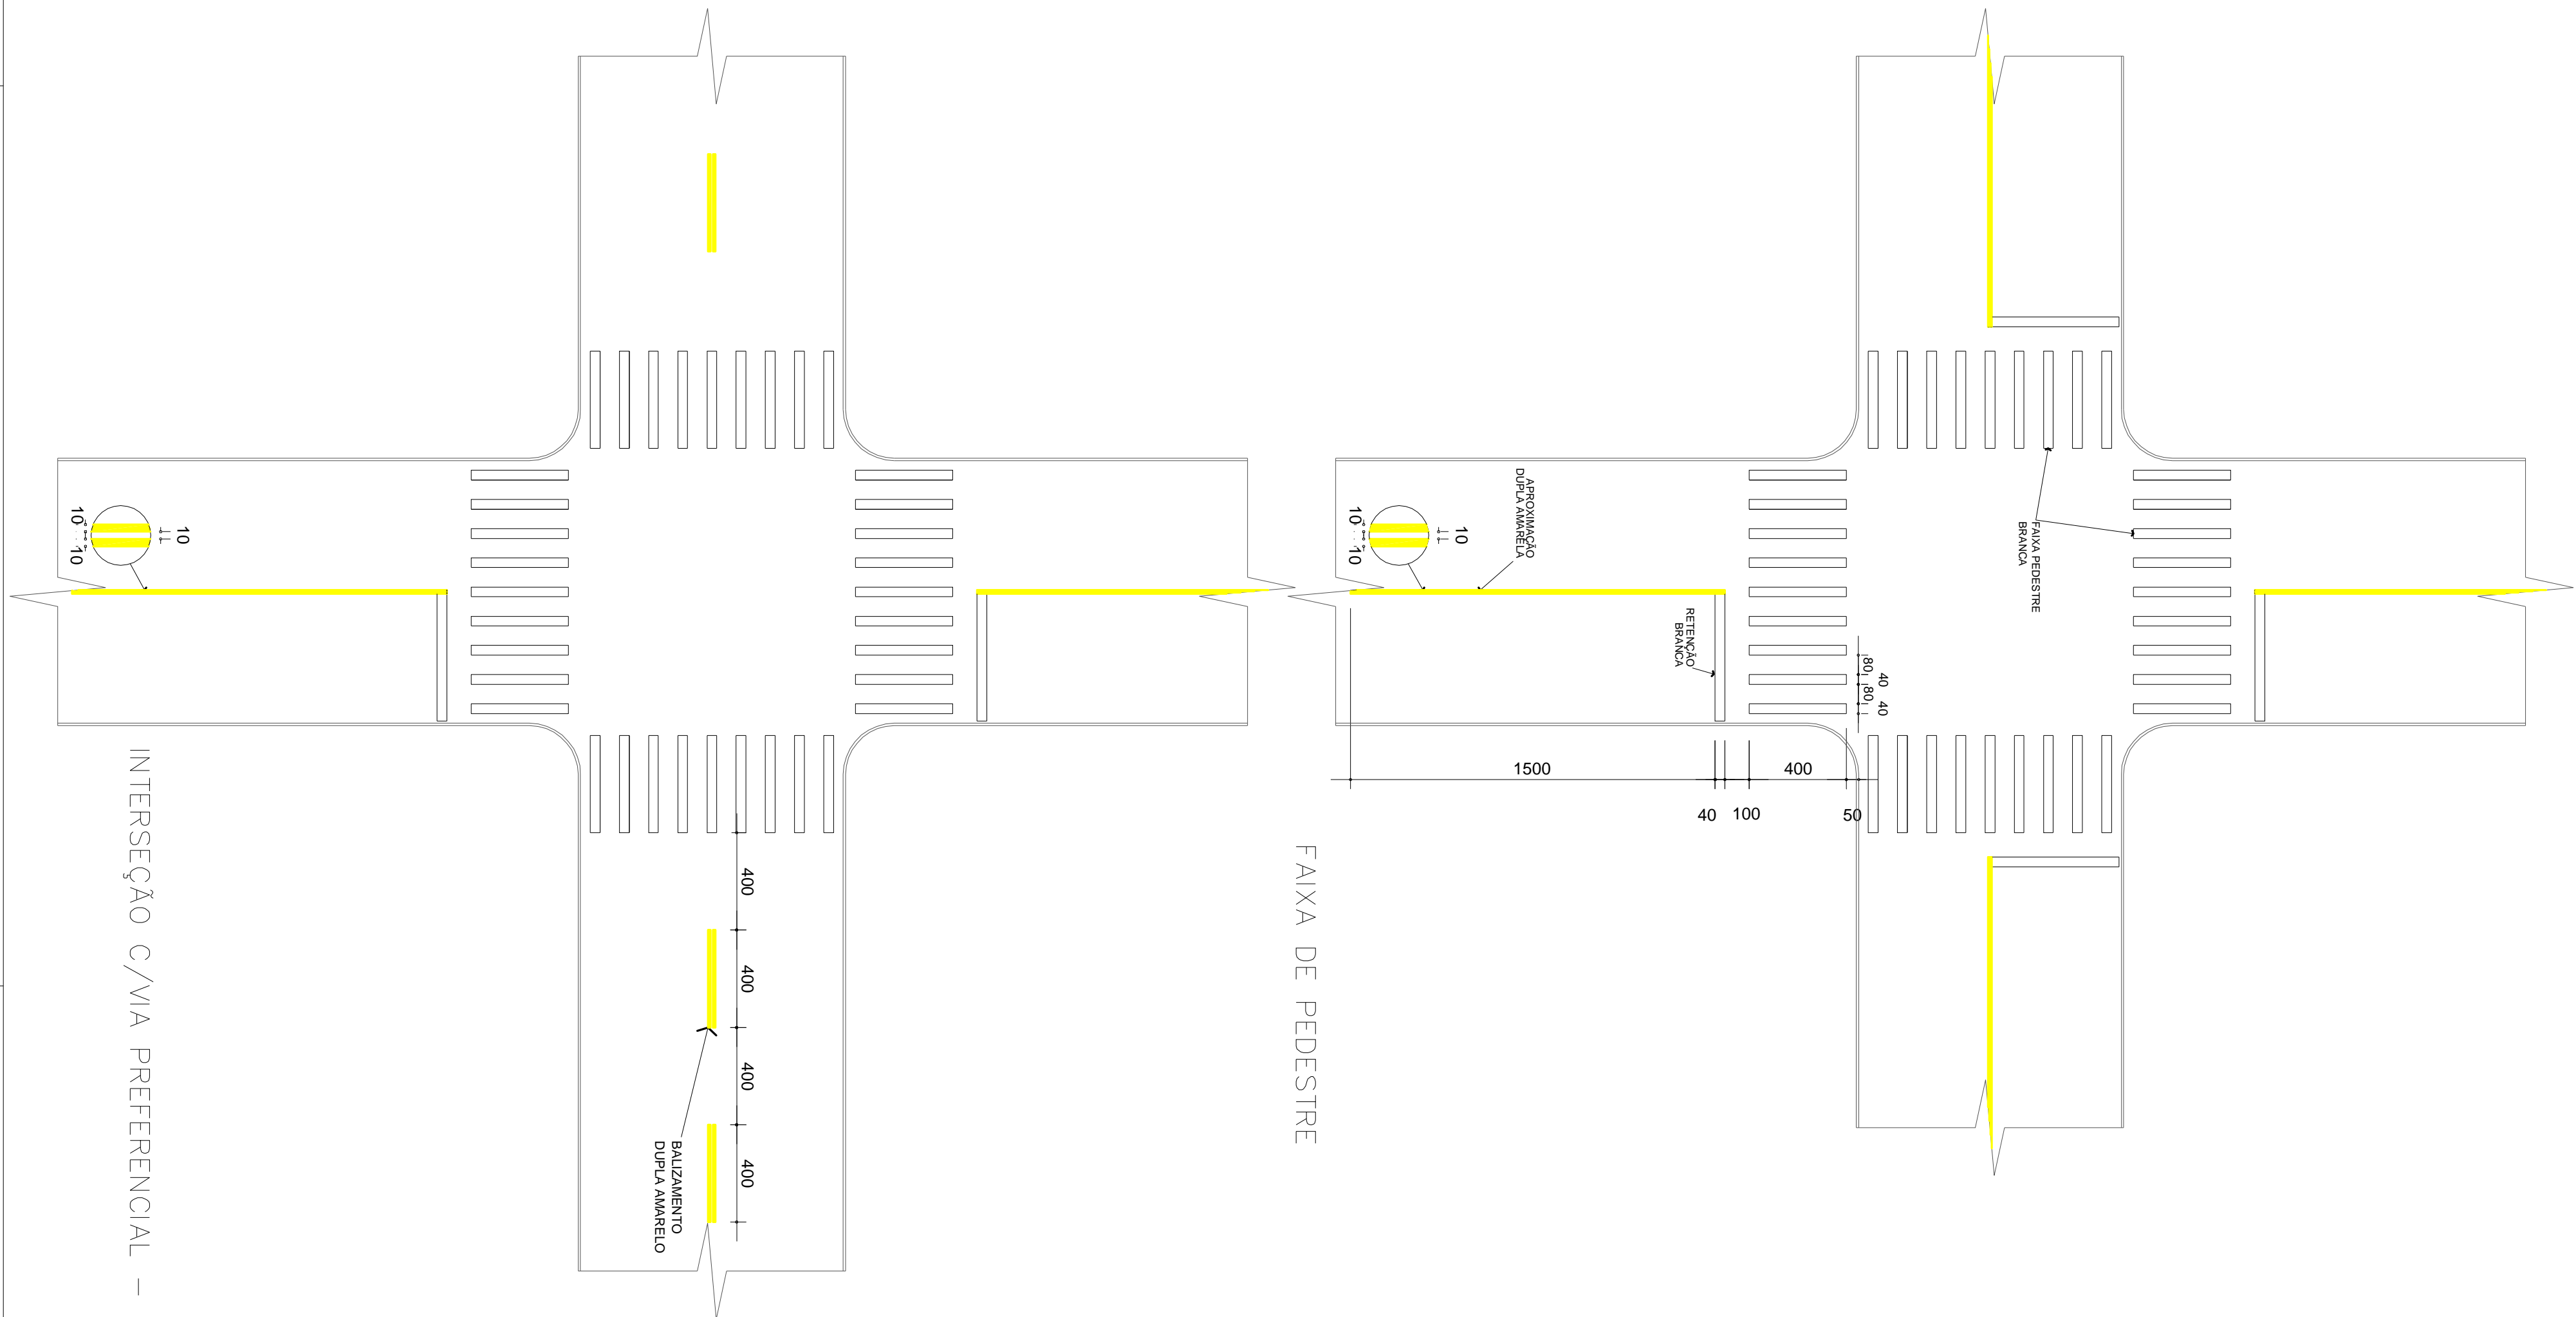 10
10
10
INTERSEÇÃO C/VIA PREFERENCIAL –
400
400
400
400
BALIZAMENTO
DUPLA AMARELO
FAIXA DE PEDESTRE
10
10
10
APROXIMAÇÃO
DUPLA AMARELA
RETENÇÃO
BRANCA
FAIXA PEDESTRE
BRANCA
80
40
80
40
1500
400
40
100
50